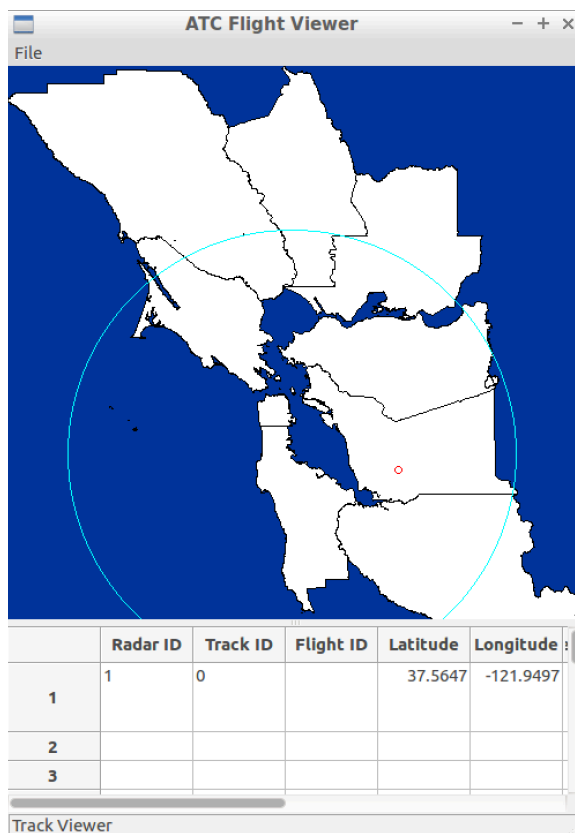 ATC Flight Viewer
File
Radar ID Track ID Flight ID Latitude Longitude
1 1 0 37.5647 -121.9497
2
3
Track Viewer